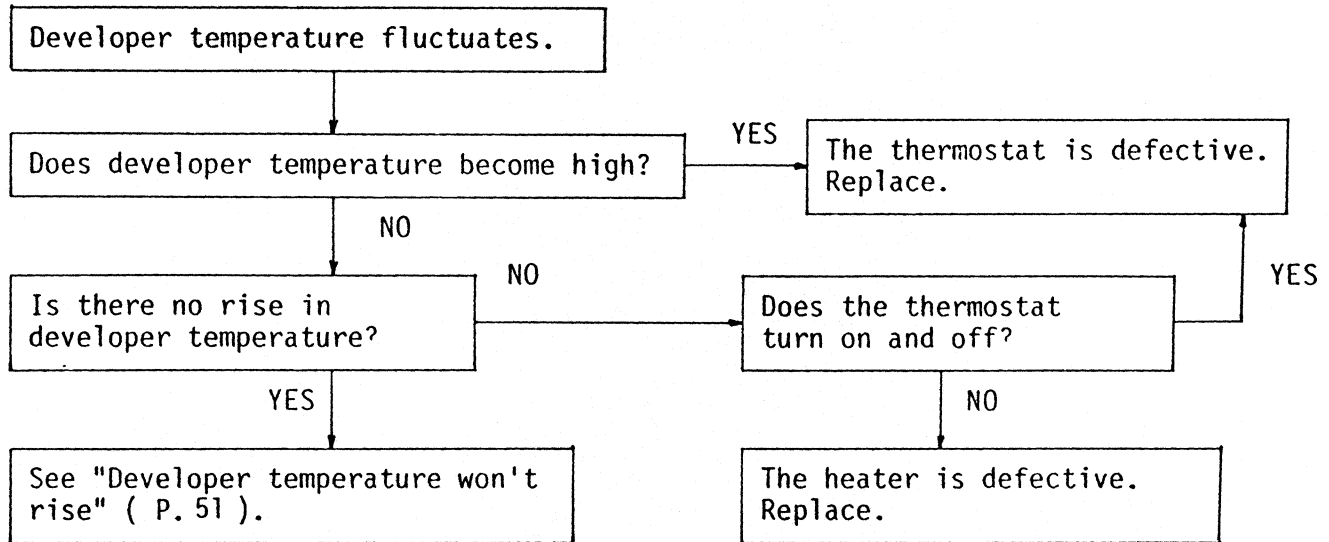 Developer temperature fluctuates.
Does developer temperature become high?
YES
The thermostat is defective.
Replace.
NO
Is there no rise in
developer temperature?
NO
Does the thermostat
turn on and off?
YES
YES
NO
See "Developer temperature won't
rise" ( P. 51 ).
The heater is defective.
Replace.